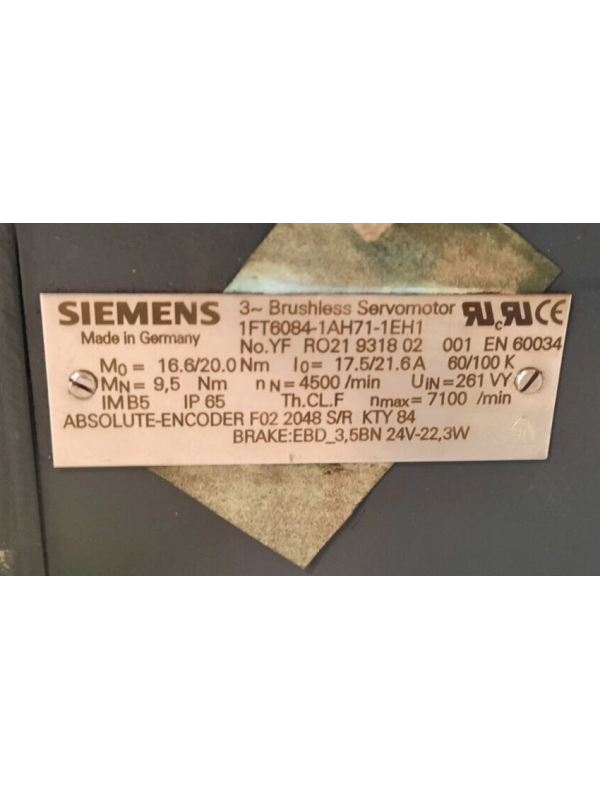 SIEMENS 3~ Brushless Servomotor
Made in Germany 1FT6084-1AH71-1EH1
No.YF RO21 9318 02 001 EN 60034
M0 = 16.6/20.0 Nm I0 = 17.5/21.6 A 60/100 K
MN = 9,5 Nm nN = 4500 /min UIN = 261 VY
IM B5 IP 65 Th.CL.F nmax = 7100 /min
ABSOLUTE-ENCODER F02 2048 S/R KTY 84
BRAKE:EBD_3,5BN 24V-22,3W